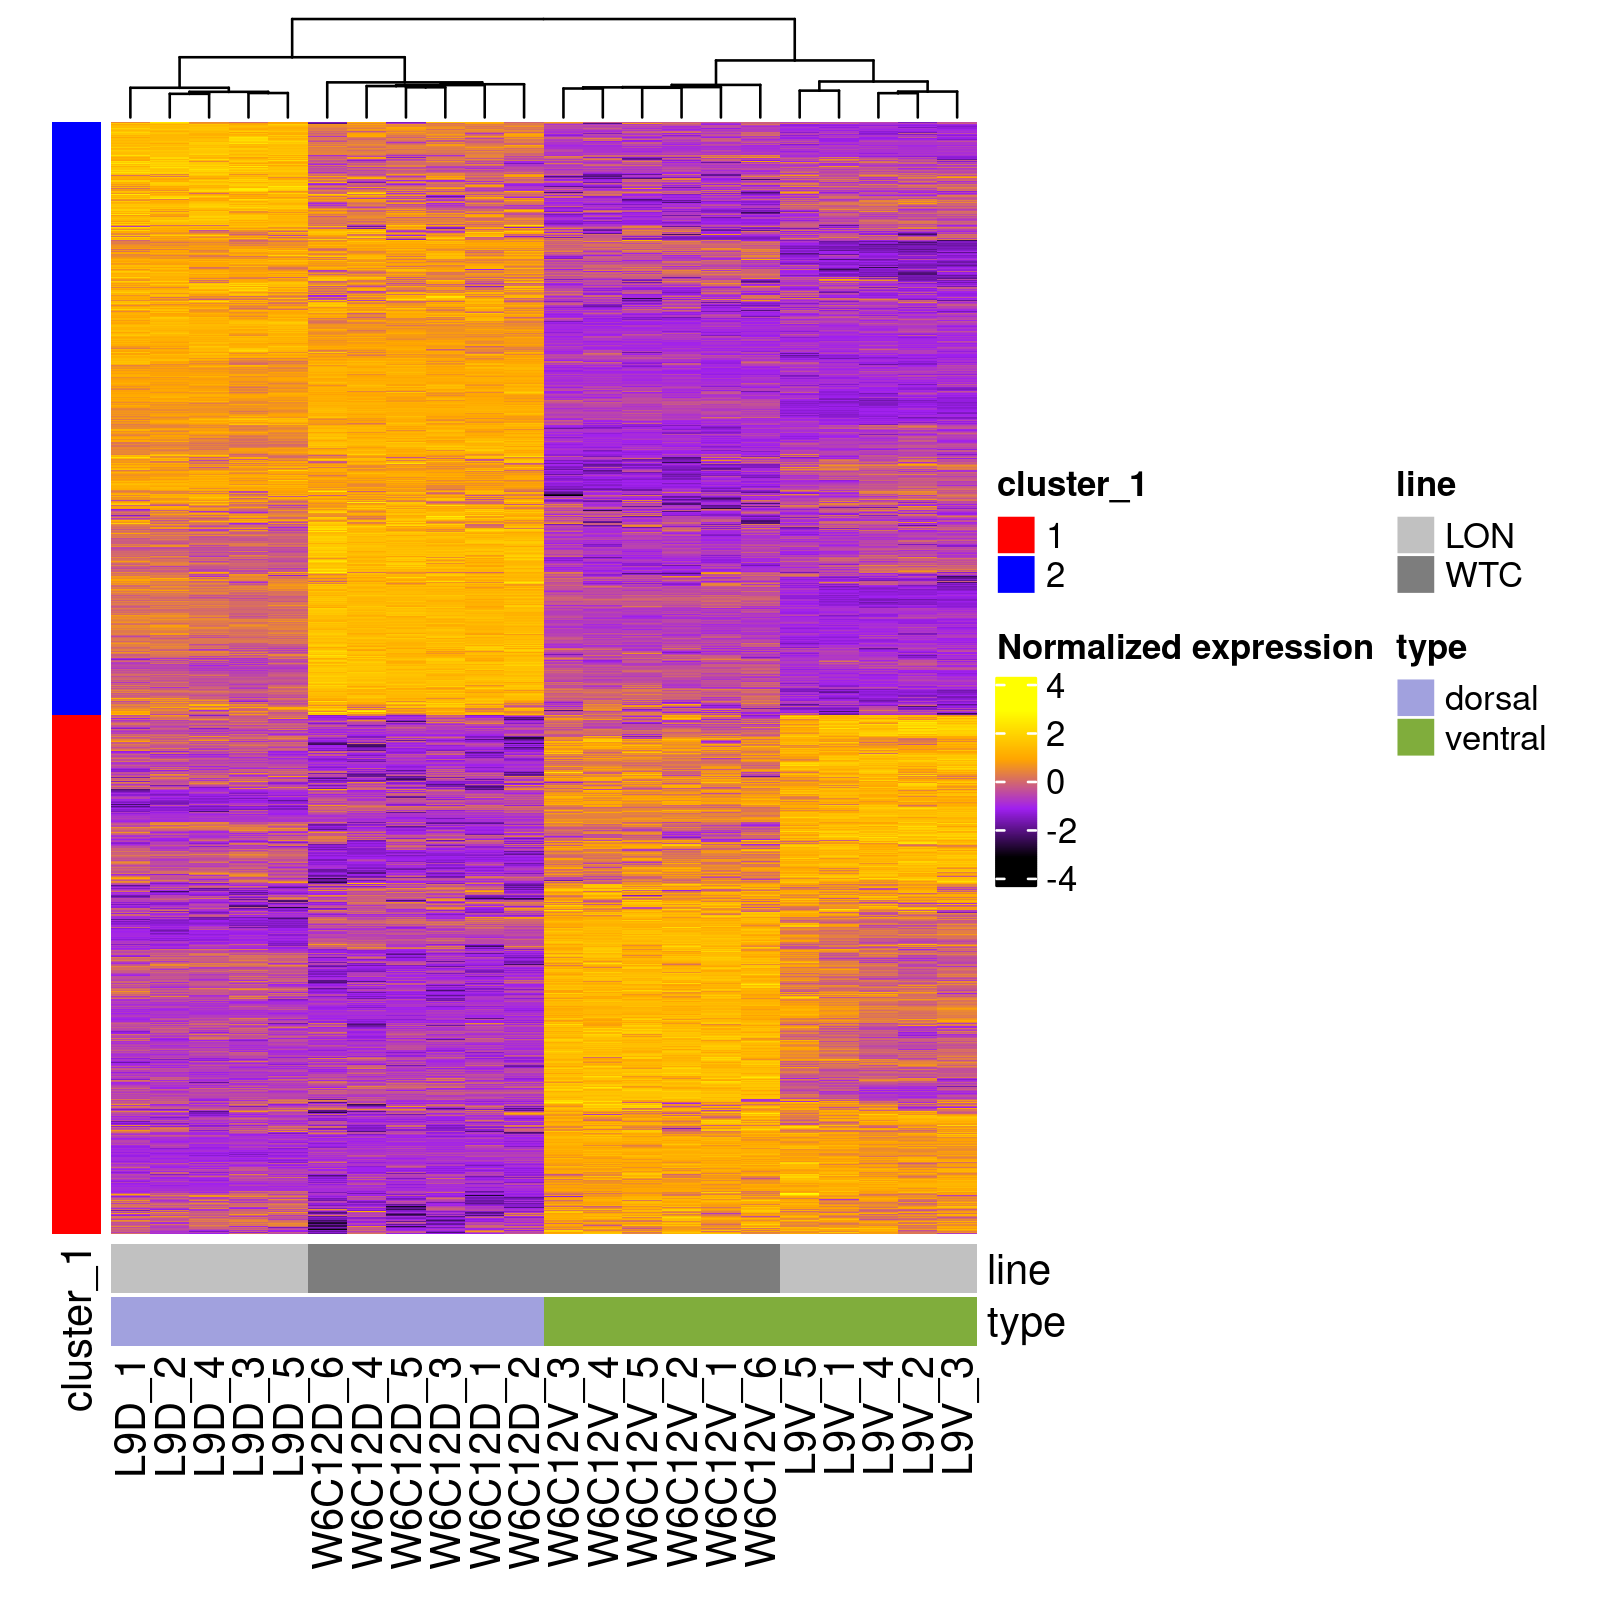 cluster_1
1
2
Normalized expression
4
2
0
-2
-4
line
LON
WTC
type
dorsal
ventral
line
type
cluster_1
L9D_1
L9D_2
L9D_4
L9D_3
L9D_5
W6C12D_6
W6C12D_4
W6C12D_5
W6C12D_3
W6C12D_1
W6C12D_2
W6C12V_3
W6C12V_4
W6C12V_5
W6C12V_2
W6C12V_1
W6C12V_6
L9V_5
L9V_1
L9V_4
L9V_2
L9V_3